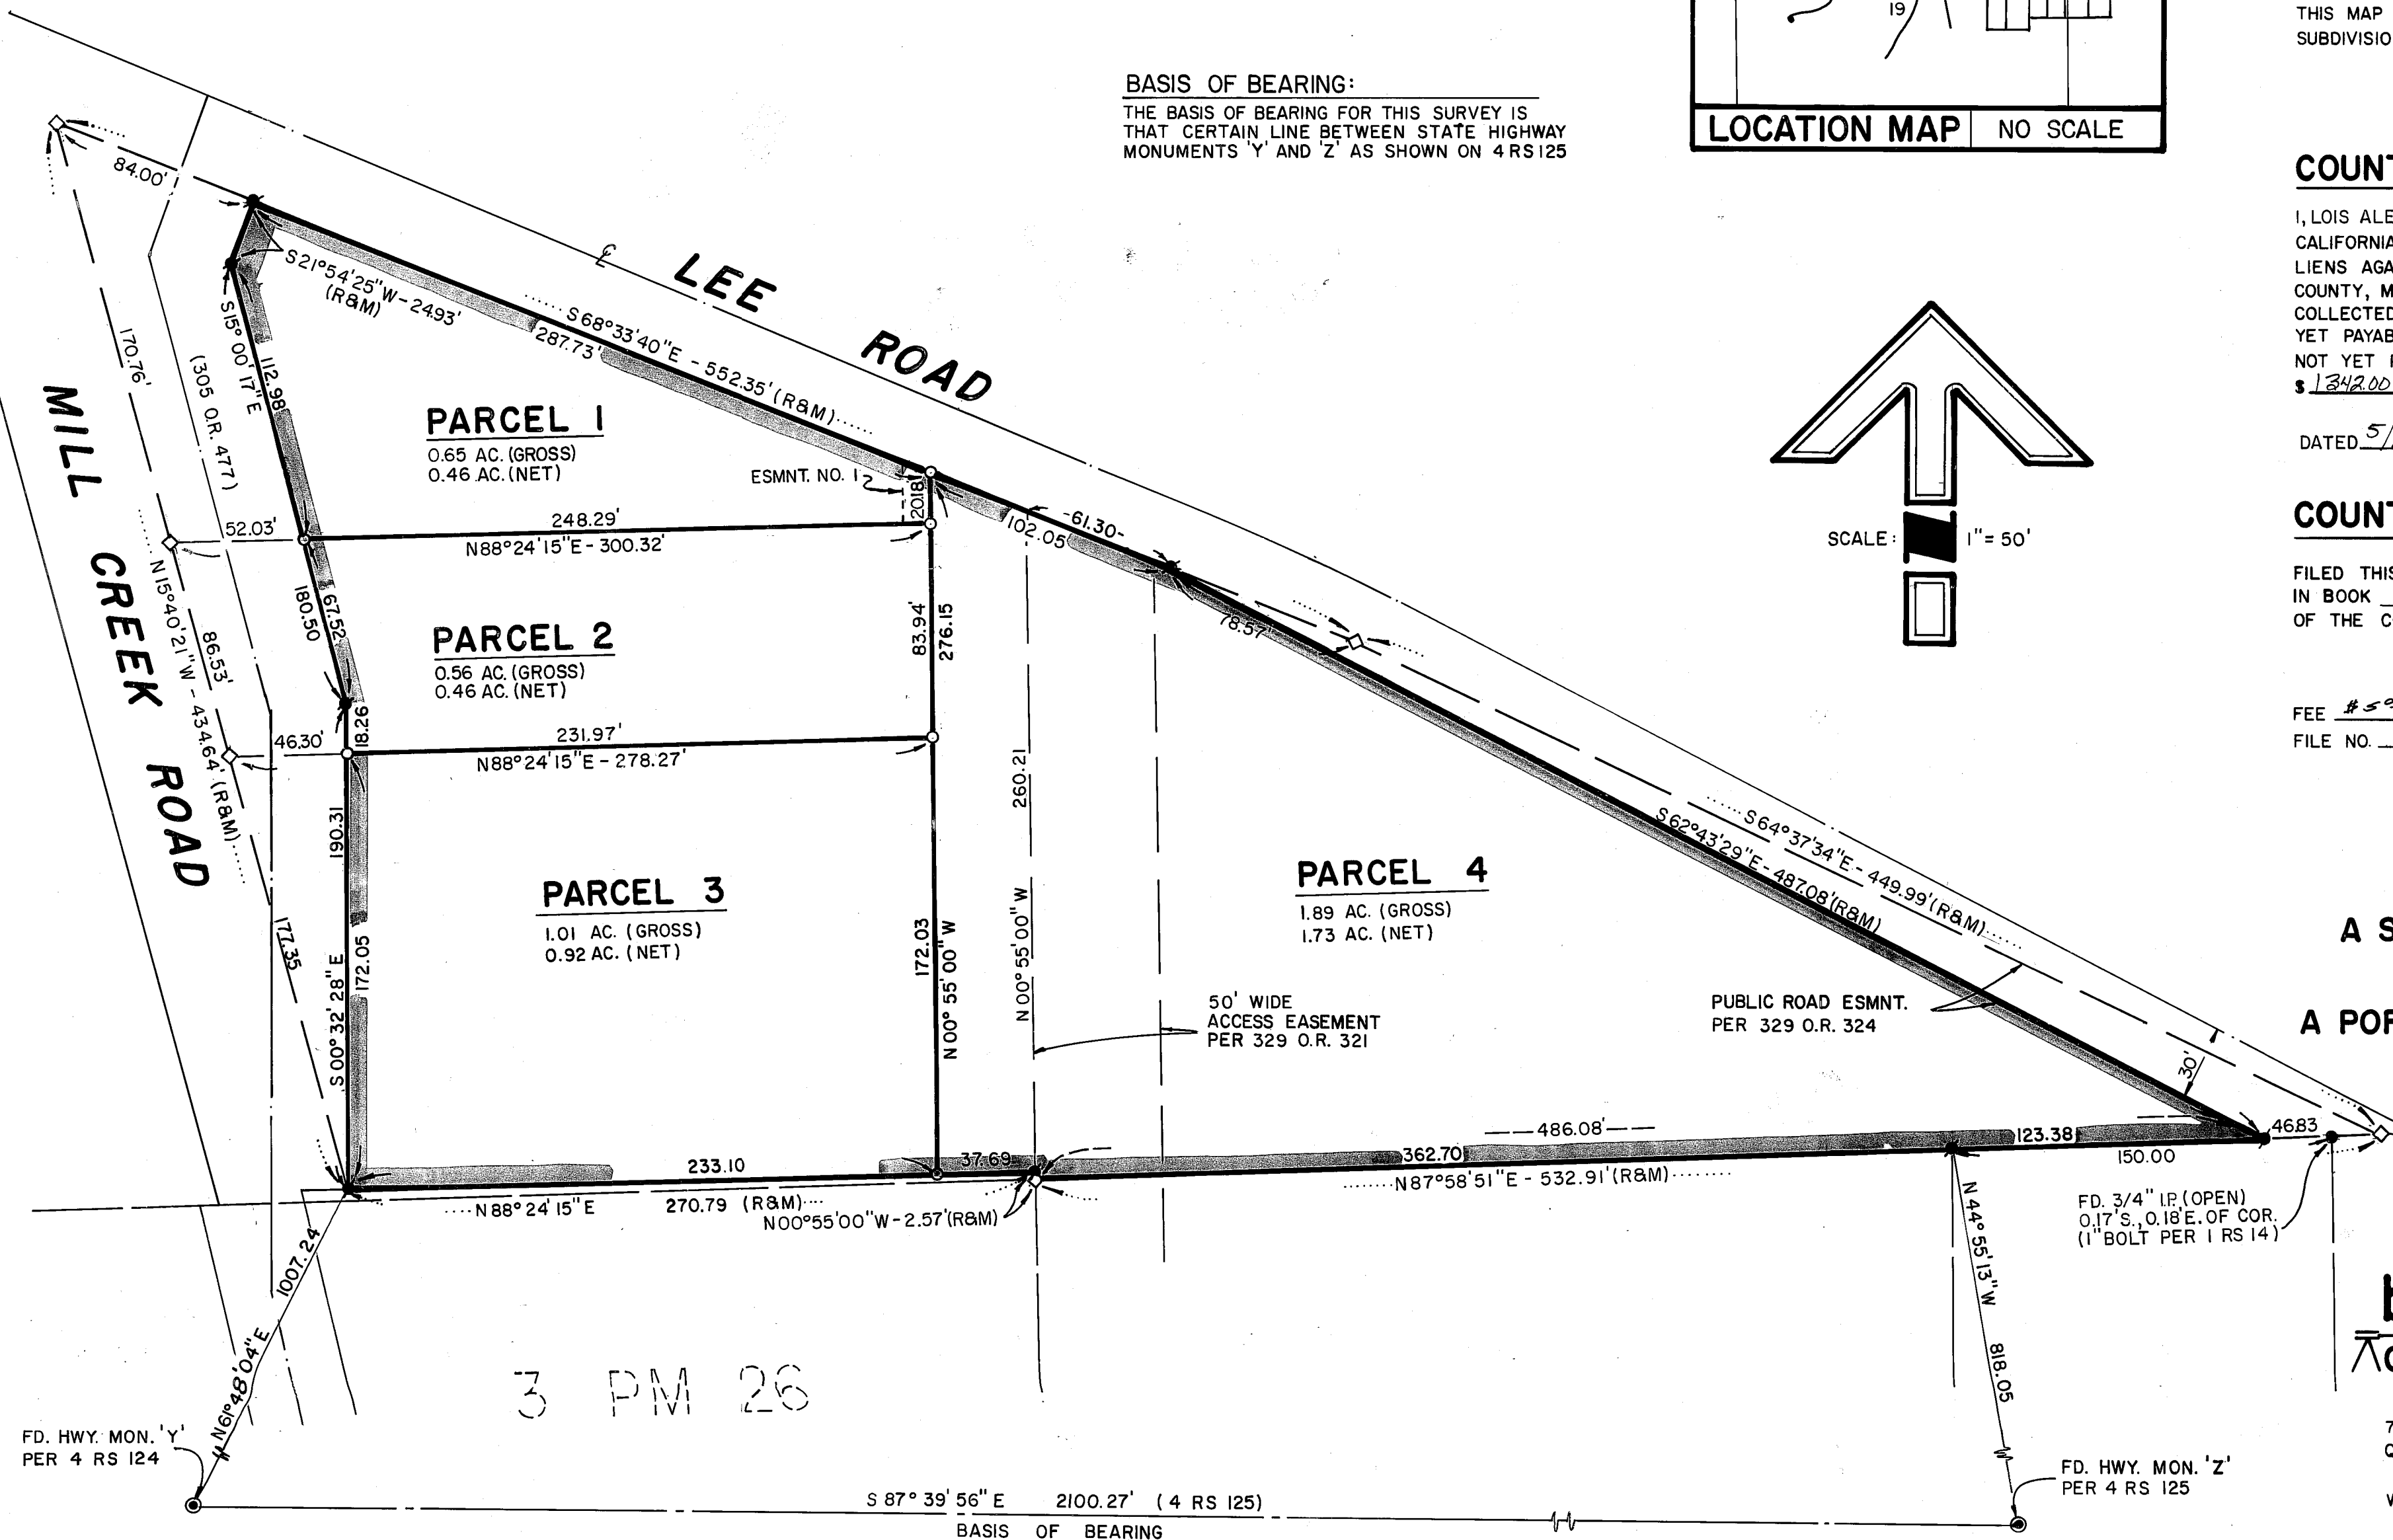 19
THIS MAP
SUBDIVISIO
BASIS OF BEARING:
THE BASIS OF BEARING FOR THIS SURVEY IS
THAT CERTAIN LINE BETWEEN STATE HIGHWAY
MONUMENTS 'Y' AND 'Z' AS SHOWN ON 4 RS 125
LOCATION MAP NO SCALE
COUNT
I, LOIS ALE
CALIFORNIA
LIENS AGA
COUNTY, M
COLLECTED
YET PAYAB
NOT YET
$ 1342.00
DATED 5/
COUNT
FILED THIS
IN BOOK
OF THE C
FEE
FILE NO.
84.00'
S21°54'25"W-24.93'
(R&M)
LEE ROAD
S68°33'40"E - 552.35' (R&M)
287.73'
S15°00'17"E
112.98
170.76'
(305 O.R. 477)
MILL CREEK ROAD
PARCEL 1
0.65 AC. (GROSS)
0.46 AC. (NET)
ESMNT. NO. 1
20.18
102.05
-61.30-
78.57'
SCALE: 1"= 50'
52.03'
248.29'
N88°24'15"E - 300.32'
N15°40'21"W - 434.64' (R&M)
86.53'
180.50
67.52
PARCEL 2
0.56 AC. (GROSS)
0.46 AC. (NET)
83.94'
276.15
18.26
46.30'
231.97'
N88°24'15"E - 278.27'
260.21
190.31
172.05
S00°32'28"E
177.35
PARCEL 3
1.01 AC. (GROSS)
0.92 AC. (NET)
172.03
N00°55'00"W
N00°55'00"W
PARCEL 4
1.89 AC. (GROSS)
1.73 AC. (NET)
S62°43'29"E - 487.08' (R&M)
S64°37'34"E - 449.99' (R&M)
50' WIDE
ACCESS EASEMENT
PER 329 O.R. 321
PUBLIC ROAD ESMNT.
PER 329 O.R. 324
A S
A POR
30'
486.08'
233.10
37.69
362.70
123.38
46.83
150.00
N88°24'15"E 270.79 (R&M)
N00°55'00"W-2.57'(R&M)
N87°58'51"E - 532.91'(R&M)
FD. 3/4" I.P. (OPEN)
0.17'S., 0.18'E. OF COR.
(1" BOLT PER 1 RS 14)
1007.24
N61°48'04"E
N44°55'13"W
818.05
3 PM 26
FD. HWY. MON. 'Y'
PER 4 RS 124
FD. HWY. MON. 'Z'
PER 4 RS 125
S87°39'56"E 2100.27' (4 RS 125)
BASIS OF BEARING